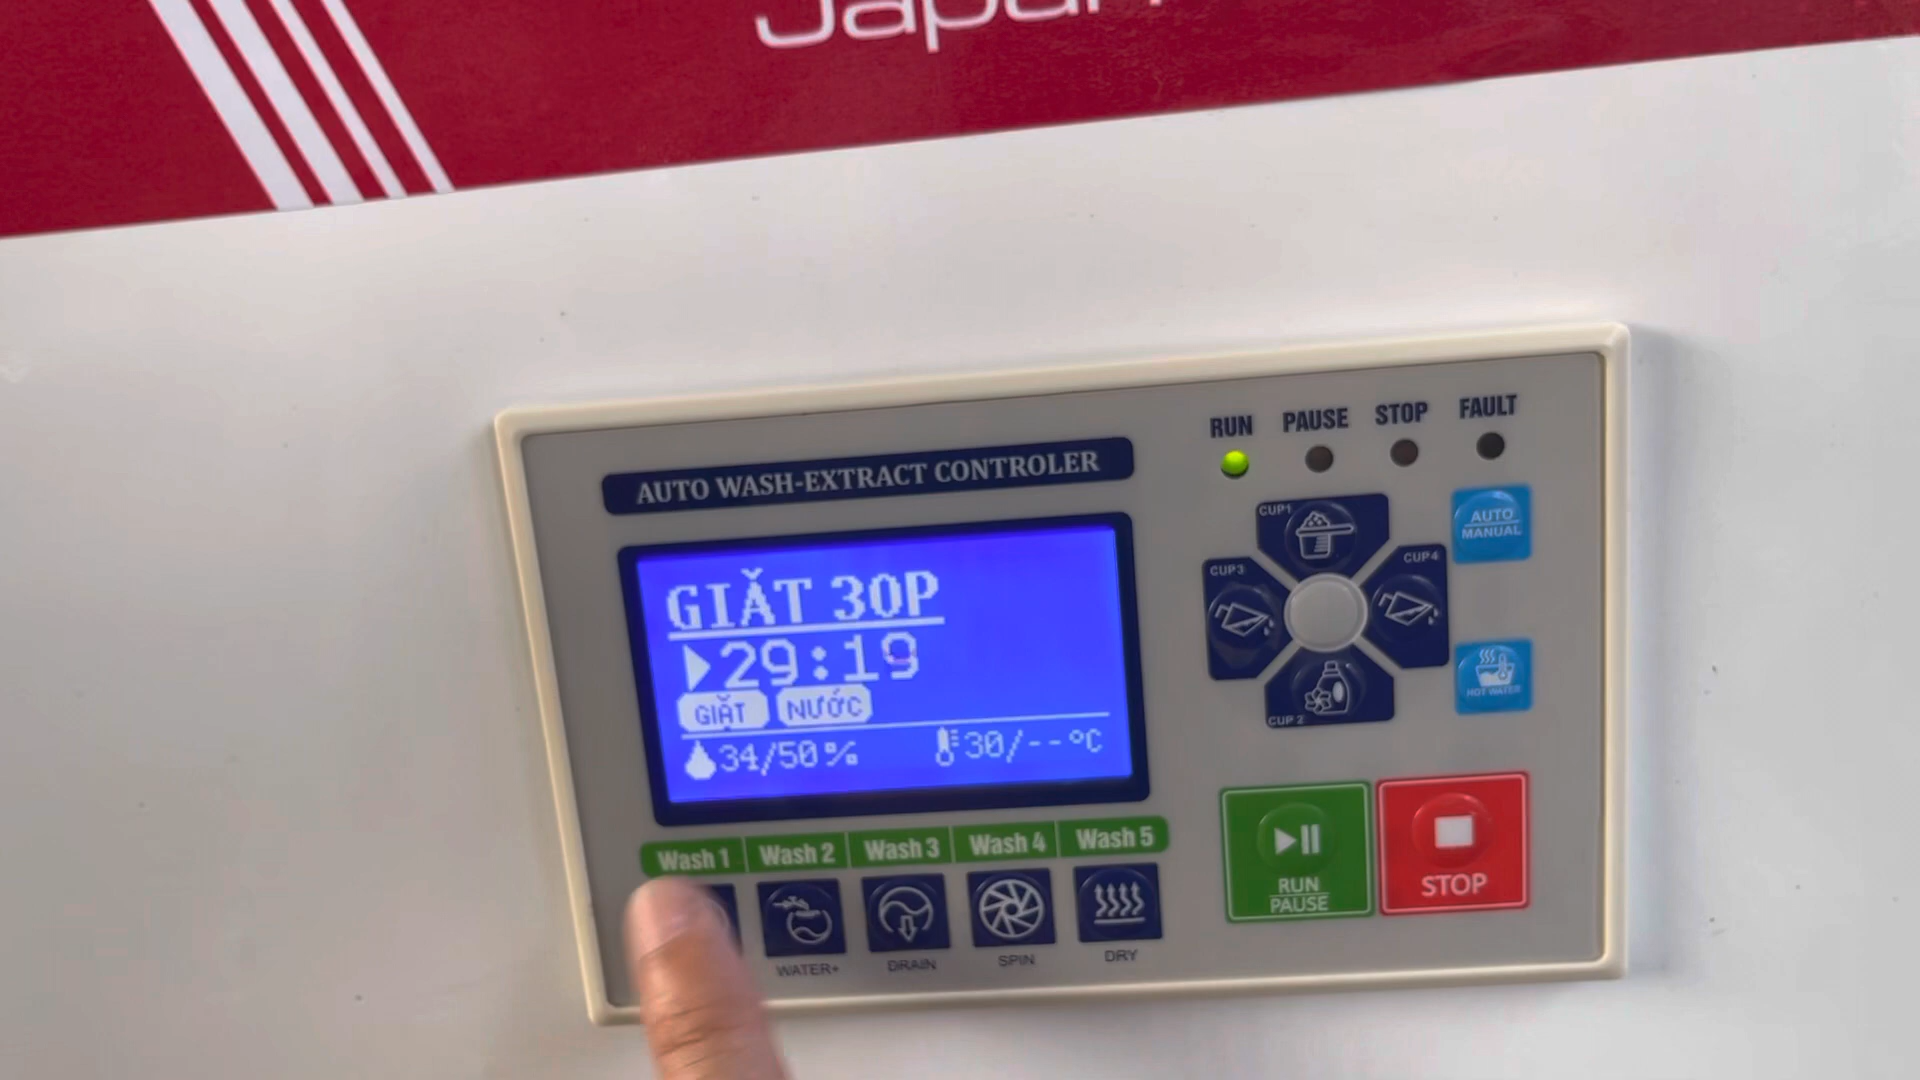 Japan
RUN PAUSE STOP FAULT
AUTO WASH-EXTRACT CONTROLER
CUP1
AUTO
MANUAL
CUP3
CUP4
GIẶT 30P
▶29:19
GIẶT NƯỚC
34/50% 30/--°C
HOT WATER
CUP 2
Wash 1 Wash 2 Wash 3 Wash 4 Wash 5
RUN
PAUSE
STOP
WATER+ DRAIN SPIN DRY